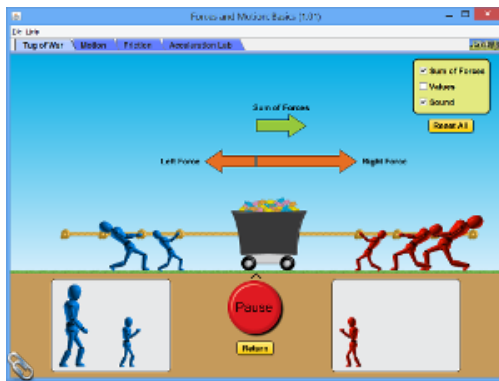 Forces and Motion: Basics (1.01)
File Help
Tug of War
Motion
Friction
Acceleration Lab
Sum of Forces
Values
Sound
Reset All
Sum of Forces
Left Force
Right Force
Pause
Return